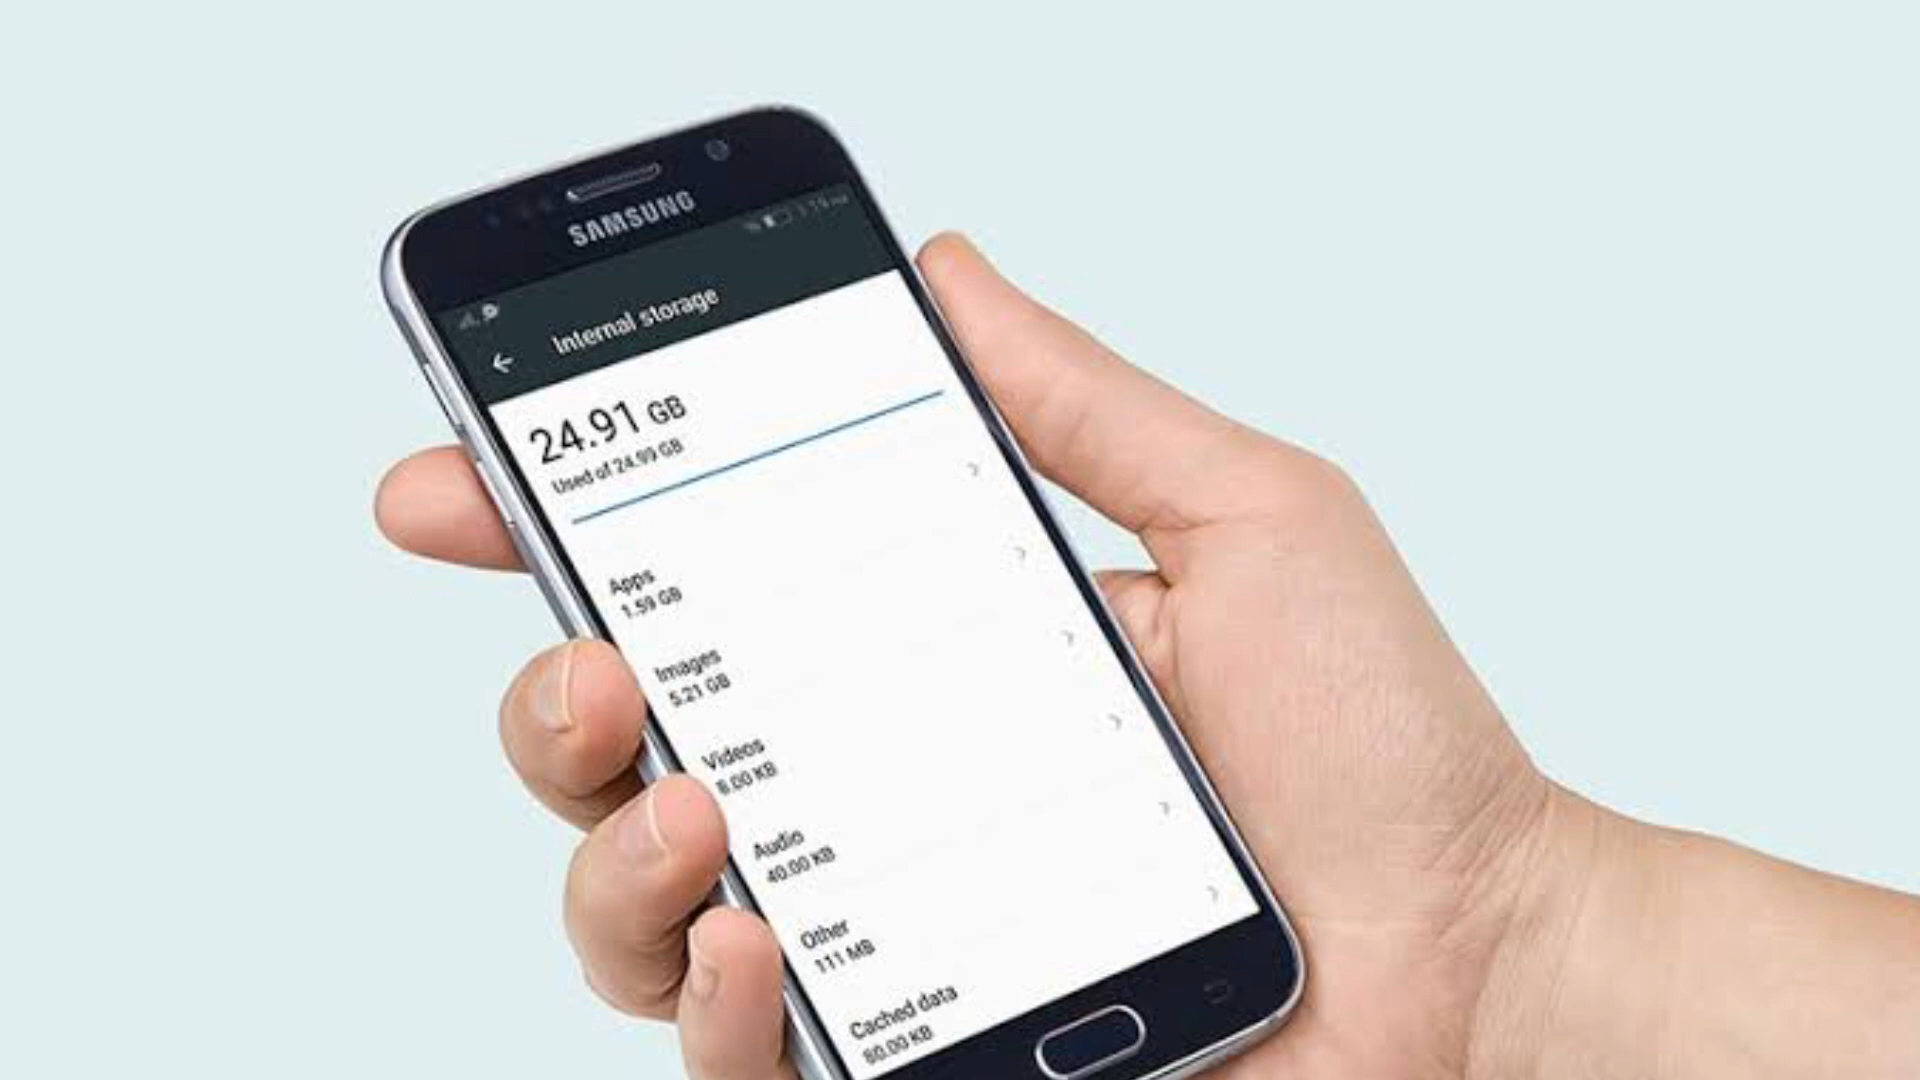 SAMSUNG
Internal storage
24.91 GB
Used of 24.99 GB
Apps
1.59 GB
Images
5.21 GB
Videos
8.00 KB
Audio
40.00 KB
Other
111 MB
Cached data
60.00 KB